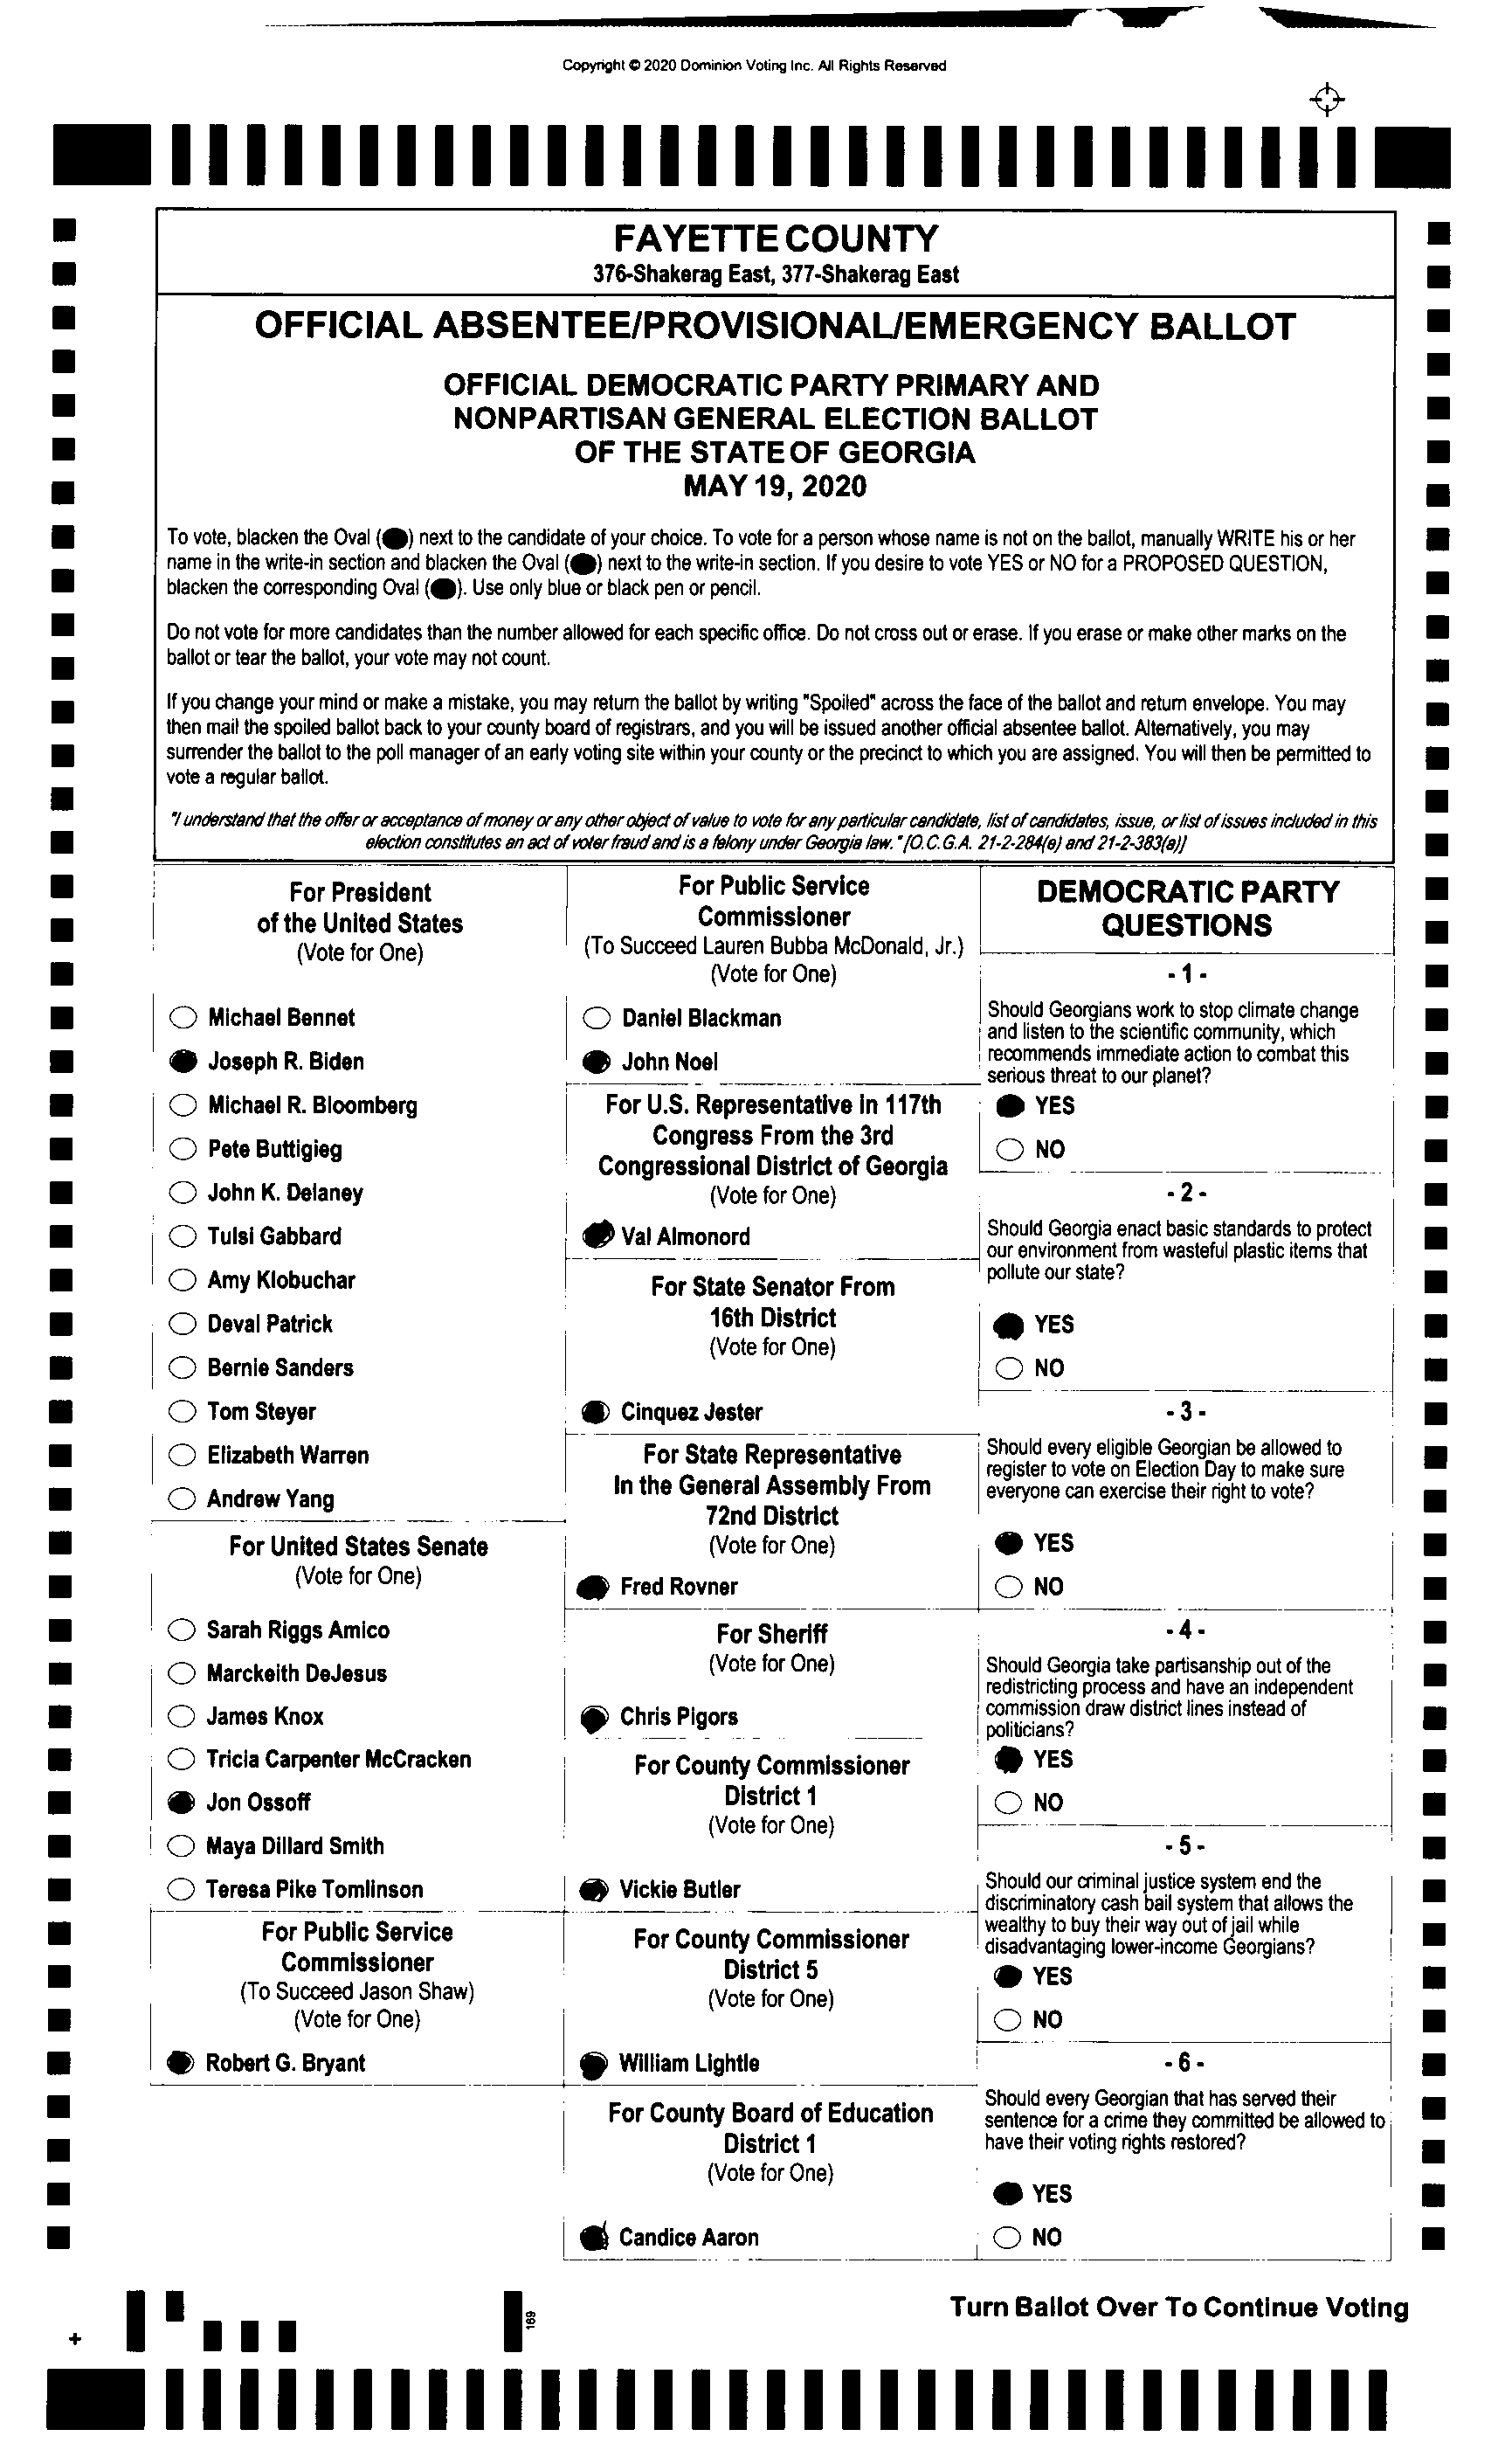 Copyright © 2020 Dominion Voting Inc. All Rights Reserved
FAYETTE COUNTY
376-Shakerag East, 377-Shakerag East
OFFICIAL ABSENTEE/PROVISIONAL/EMERGENCY BALLOT
OFFICIAL DEMOCRATIC PARTY PRIMARY AND
NONPARTISAN GENERAL ELECTION BALLOT
OF THE STATE OF GEORGIA
MAY 19, 2020
To vote, blacken the Oval ( ) next to the candidate of your choice. To vote for a person whose name is not on the ballot, manually WRITE his or her
name in the write-in section and blacken the Oval ( ) next to the write-in section. If you desire to vote YES or NO for a PROPOSED QUESTION,
blacken the corresponding Oval ( ). Use only blue or black pen or pencil.
Do not vote for more candidates than the number allowed for each specific office. Do not cross out or erase. If you erase or make other marks on the
ballot or tear the ballot, your vote may not count.
If you change your mind or make a mistake, you may return the ballot by writing "Spoiled" across the face of the ballot and return envelope. You may
then mail the spoiled ballot back to your county board of registrars, and you will be issued another official absentee ballot. Alternatively, you may
surrender the ballot to the poll manager of an early voting site within your county or the precinct to which you are assigned. You will then be permitted to
vote a regular ballot.
"I understand that the offer or acceptance of money or any other object of value to vote for any particular candidate, list of candidates, issue, or list of issues included in this
election constitutes an act of voter fraud and is a felony under Georgia law." [O.C.G.A. 21-2-284(e) and 21-2-383(a)]
For President
of the United States
(Vote for One)
Michael Bennet
Joseph R. Biden
Michael R. Bloomberg
Pete Buttigieg
John K. Delaney
Tulsi Gabbard
Amy Klobuchar
Deval Patrick
Bernie Sanders
Tom Steyer
Elizabeth Warren
Andrew Yang
For United States Senate
(Vote for One)
Sarah Riggs Amico
Marckeith DeJesus
James Knox
Tricia Carpenter McCracken
Jon Ossoff
Maya Dillard Smith
Teresa Pike Tomlinson
For Public Service
Commissioner
(To Succeed Jason Shaw)
(Vote for One)
Robert G. Bryant
For Public Service
Commissioner
(To Succeed Lauren Bubba McDonald, Jr.)
(Vote for One)
Daniel Blackman
John Noel
For U.S. Representative in 117th
Congress From the 3rd
Congressional District of Georgia
(Vote for One)
Val Almonord
For State Senator From
16th District
(Vote for One)
Cinquez Jester
For State Representative
In the General Assembly From
72nd District
(Vote for One)
Fred Rovner
For Sheriff
(Vote for One)
Chris Pigors
For County Commissioner
District 1
(Vote for One)
Vickie Butler
For County Commissioner
District 5
(Vote for One)
William Lightle
For County Board of Education
District 1
(Vote for One)
Candice Aaron
DEMOCRATIC PARTY
QUESTIONS
- 1 -
Should Georgians work to stop climate change
and listen to the scientific community, which
recommends immediate action to combat this
serious threat to our planet?
YES
NO
- 2 -
Should Georgia enact basic standards to protect
our environment from wasteful plastic items that
pollute our state?
YES
NO
- 3 -
Should every eligible Georgian be allowed to
register to vote on Election Day to make sure
everyone can exercise their right to vote?
YES
NO
- 4 -
Should Georgia take partisanship out of the
redistricting process and have an independent
commission draw district lines instead of
politicians?
YES
NO
- 5 -
Should our criminal justice system end the
discriminatory cash bail system that allows the
wealthy to buy their way out of jail while
disadvantaging lower-income Georgians?
YES
NO
- 6 -
Should every Georgian that has served their
sentence for a crime they committed be allowed to
have their voting rights restored?
YES
NO
Turn Ballot Over To Continue Voting
169